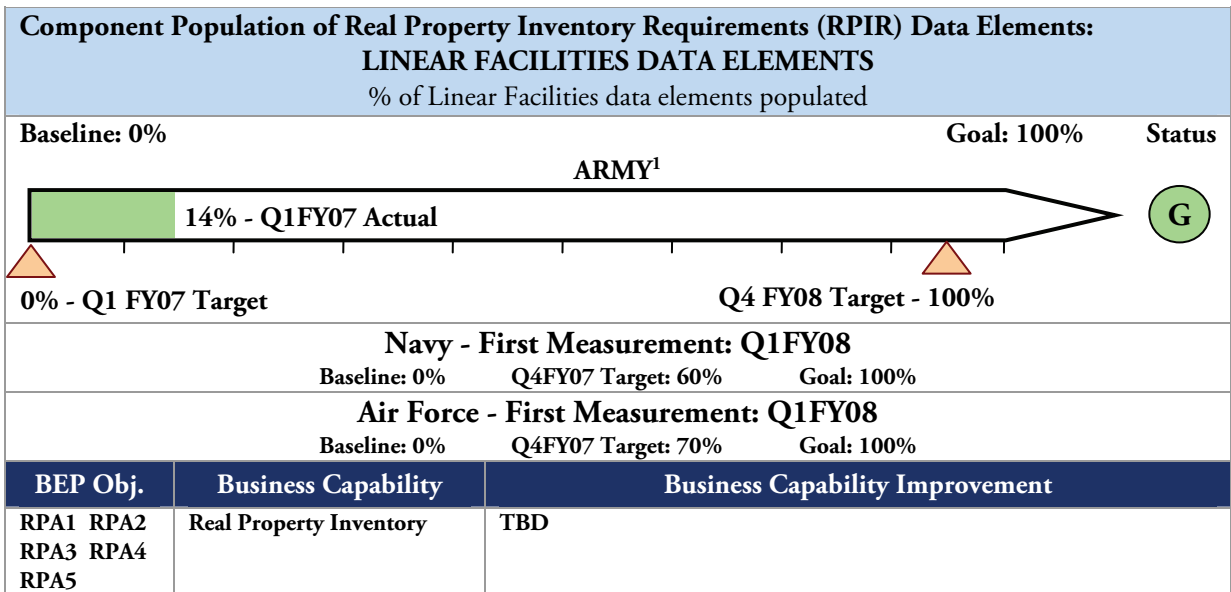 Component Population of Real Property Inventory Requirements (RPIR) Data Elements:
LINEAR FACILITIES DATA ELEMENTS
% of Linear Facilities data elements populated
Baseline: 0% Goal: 100% Status
ARMY¹
14% - Q1FY07 Actual
G
0% - Q1 FY07 Target Q4 FY08 Target - 100%
Navy - First Measurement: Q1FY08
Baseline: 0% Q4FY07 Target: 60% Goal: 100%
Air Force - First Measurement: Q1FY08
Baseline: 0% Q4FY07 Target: 70% Goal: 100%
BEP Obj. Business Capability Business Capability Improvement
RPA1 RPA2 Real Property Inventory TBD
RPA3 RPA4
RPA5